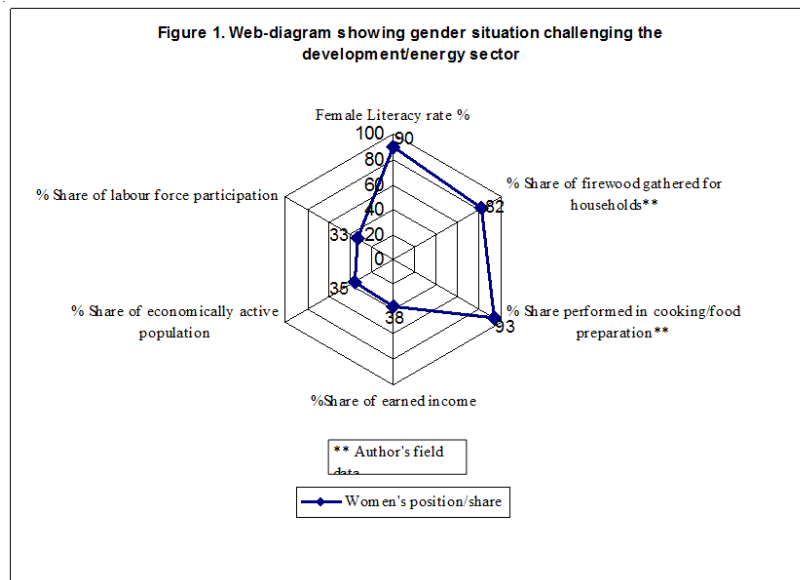 Figure 1. Web-diagram showing gender situation challenging the
development/energy sector
Female Literacy rate %
100
90
80
60
40
20
0
% Share of firewood gathered for
households**
82
% Share performed in cooking/food
preparation**
93
%Share of earned income
38
% Share of economically active
population
35
% Share of labour force participation
33
** Author's field
data
Women's position/share